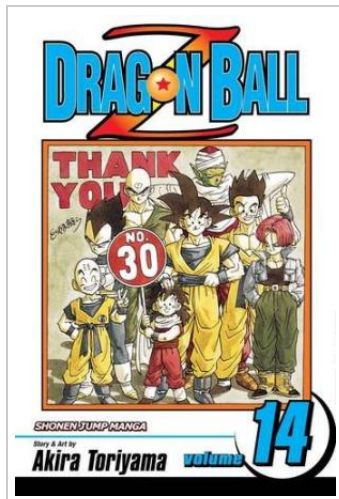 DRAGON BALL
Z
THANK
YOU
NO.
30
SHONEN JUMP MANGA
Story & Art by
Akira Toriyama
volume 14